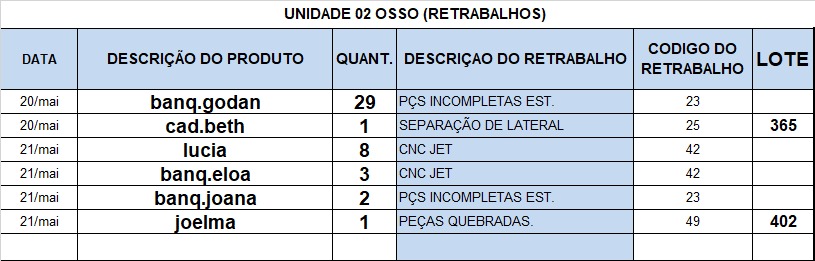 UNIDADE 02 OSSO (RETRABALHOS)
DATA DESCRIÇÃO DO PRODUTO QUANT. DESCRIÇAO DO RETRABALHO CODIGO DO RETRABALHO LOTE
20/mai banq.godan 29 PÇS INCOMPLETAS EST. 23
20/mai cad.beth 1 SEPARAÇÃO DE LATERAL 25 365
21/mai lucia 8 CNC JET 42
21/mai banq.eloa 3 CNC JET 42
21/mai banq.joana 2 PÇS INCOMPLETAS EST. 23
21/mai joelma 1 PEÇAS QUEBRADAS. 49 402